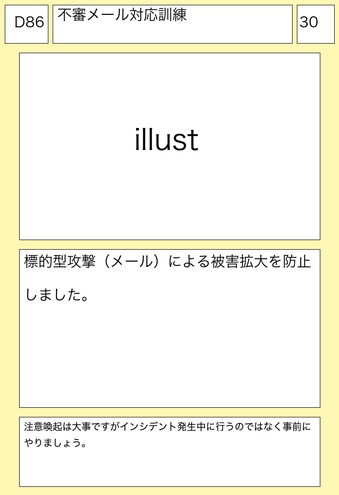 D86
不審メール対応訓練
30
illust
標的型攻撃（メール）による被害拡大を防止
しました。
注意喚起は大事ですがインシデント発生中に行うのではなく事前に
やりましょう。